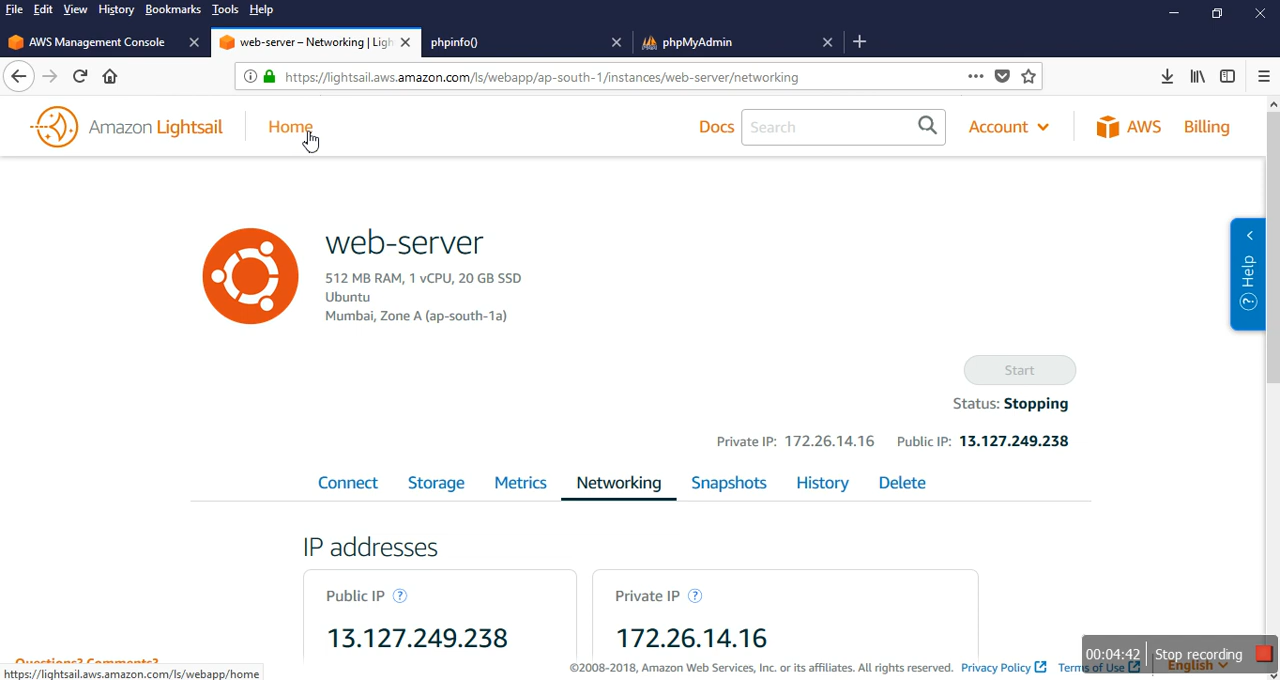 File Edit View History Bookmarks Tools Help
AWS Management Console
web-server – Networking | Ligh
phpinfo()
phpMyAdmin
https://lightsail.aws.amazon.com/ls/webapp/ap-south-1/instances/web-server/networking
Amazon Lightsail
Home
Docs
Search
Account
AWS
Billing
Help
web-server
512 MB RAM, 1 vCPU, 20 GB SSD
Ubuntu
Mumbai, Zone A (ap-south-1a)
Start
Status: Stopping
Private IP: 172.26.14.16 Public IP: 13.127.249.238
Connect Storage Metrics Networking Snapshots History Delete
IP addresses
Public IP ?
13.127.249.238
Private IP ?
172.26.14.16
Questions? Comments?
©2008-2018, Amazon Web Services, Inc. or its affiliates. All rights reserved. Privacy Policy Terms of Use English
00:04:42 Stop recording
https://lightsail.aws.amazon.com/ls/webapp/home